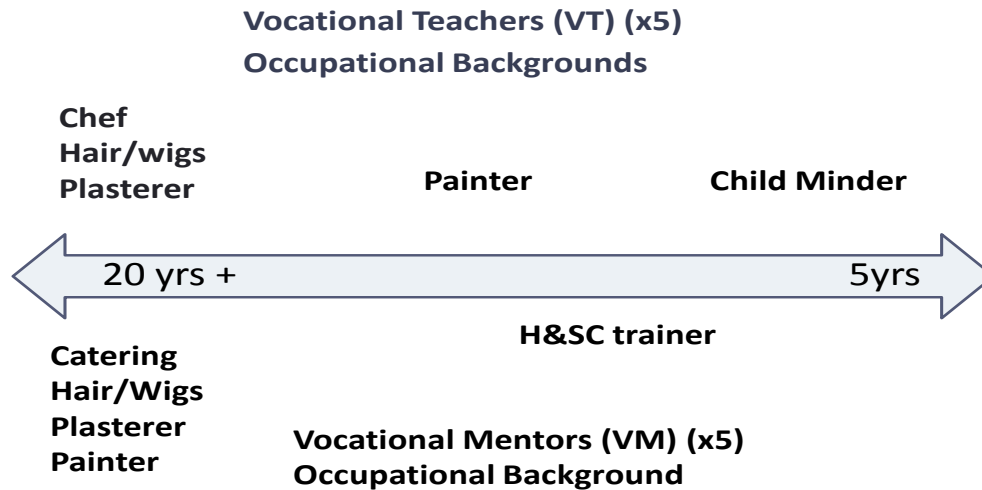 Vocational Teachers (VT) (x5)
Occupational Backgrounds
Chef
Hair/wigs
Plasterer
Painter
Child Minder
20 yrs +
5yrs
H&SC trainer
Catering
Hair/Wigs
Plasterer
Painter
Vocational Mentors (VM) (x5)
Occupational Background